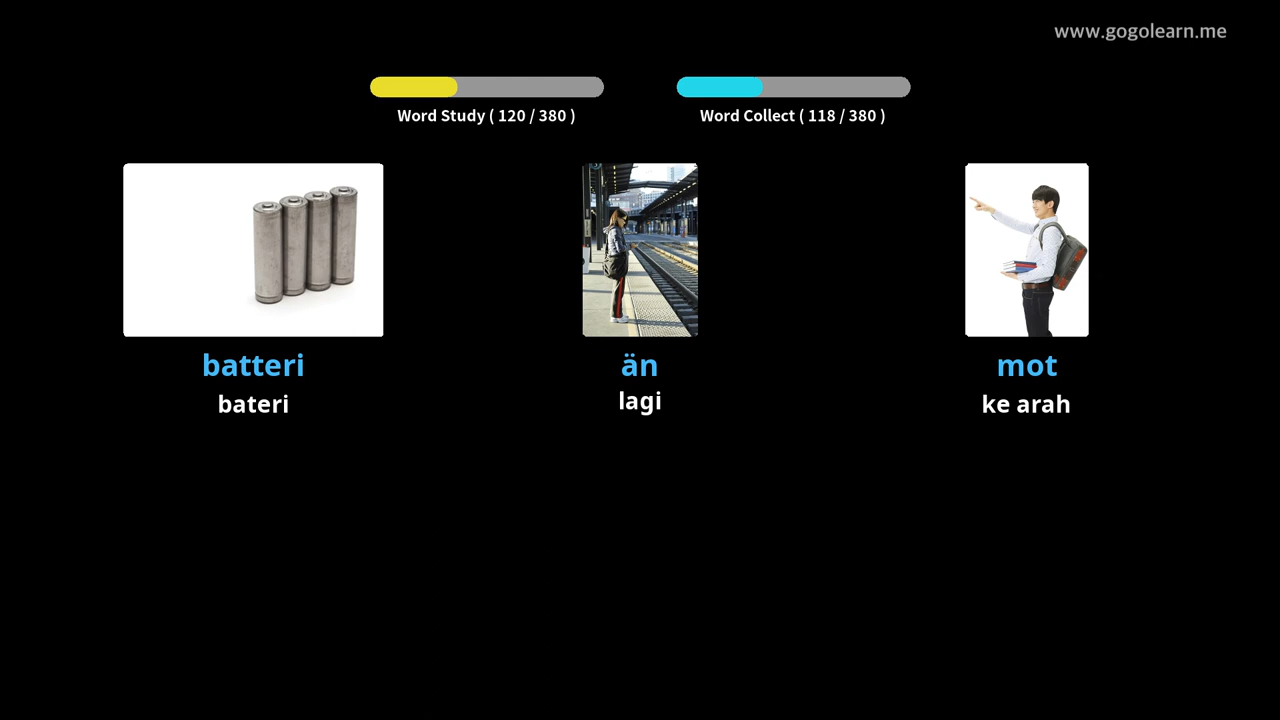 www.gogolearn.me
Word Study ( 120 / 380 )
Word Collect ( 118 / 380 )
batteri
bateri
än
lagi
mot
ke arah